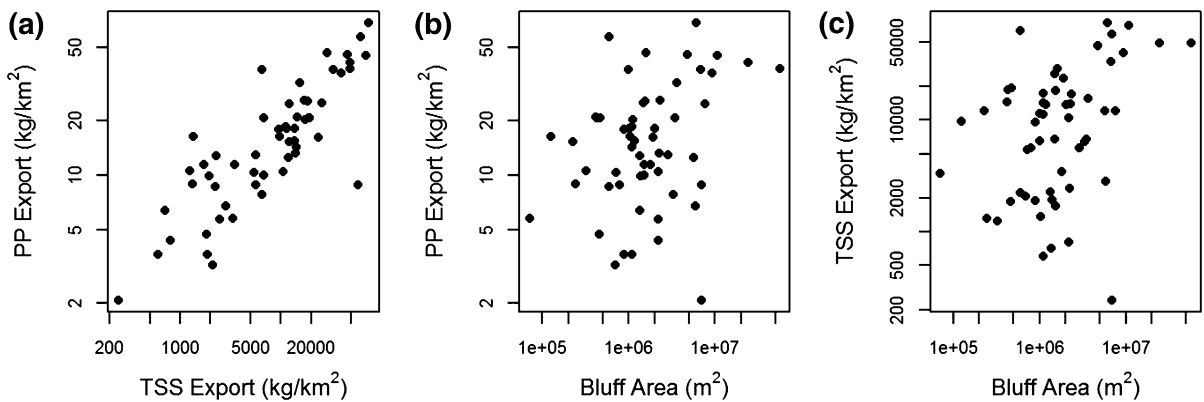 (a)
PP Export (kg/km²)
50
20
10
5
2
200 1000 5000 20000
TSS Export (kg/km²)
(b)
PP Export (kg/km²)
50
20
10
5
2
1e+05 1e+06 1e+07
Bluff Area (m²)
(c)
TSS Export (kg/km²)
50000
10000
2000
500
200
1e+05 1e+06 1e+07
Bluff Area (m²)